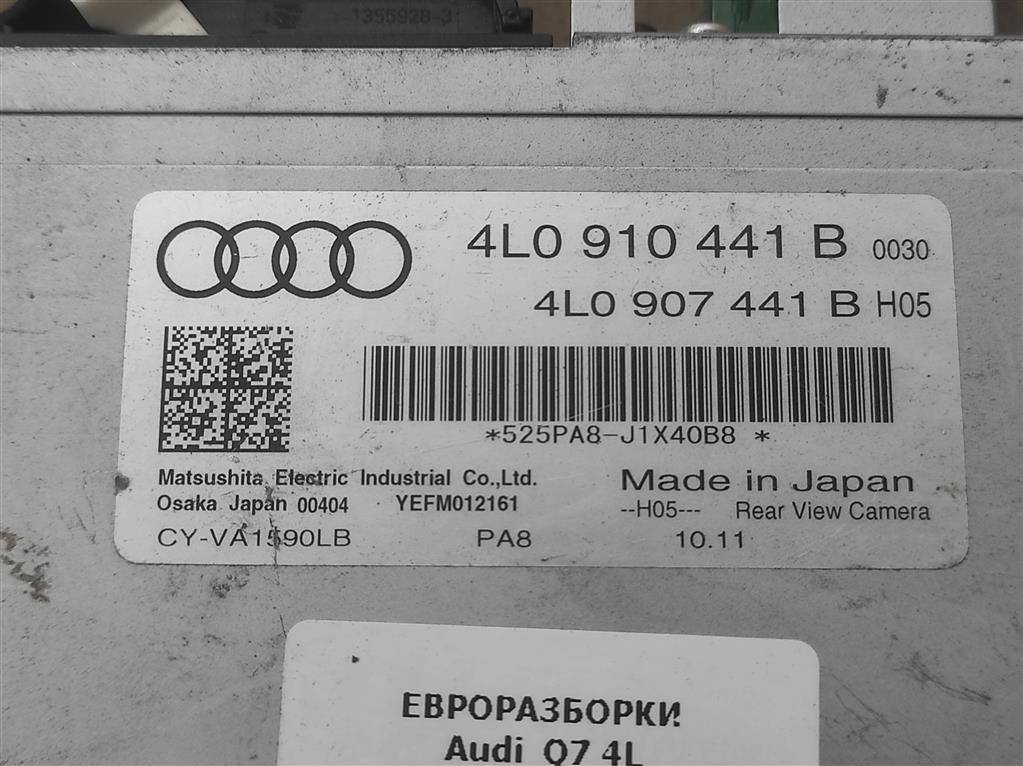 1355928-3
4L0 910 441 B 0030
4L0 907 441 B H05
*525PA8-J1X40B8 *
Matsushita Electric Industrial Co.,Ltd.
Made in Japan
Osaka Japan 00404 YEFM012161
--H05--- Rear View Camera
CY-VA1590LB PA8 10.11
ЕВРОРАЗБОРКИ
Audi Q7 4L